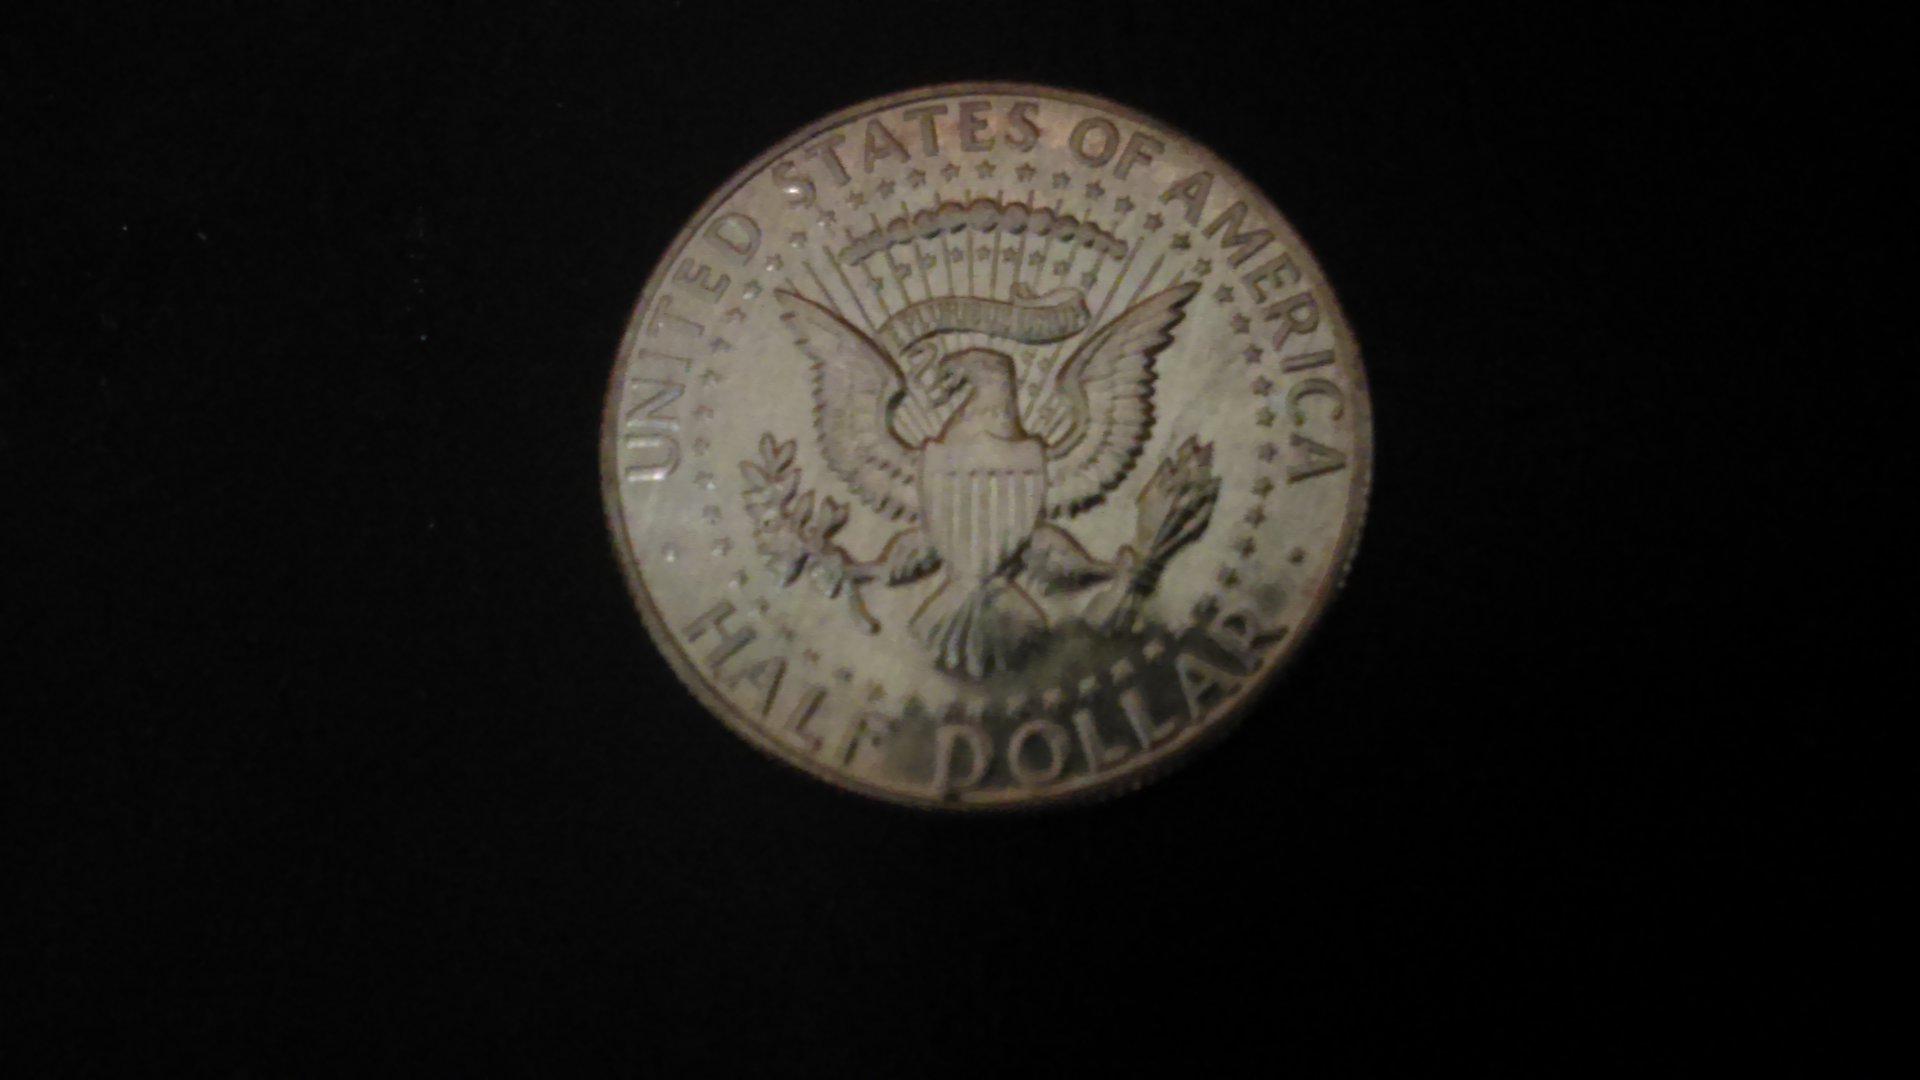 UNITED STATES OF AMERICA
HALF DOLLAR